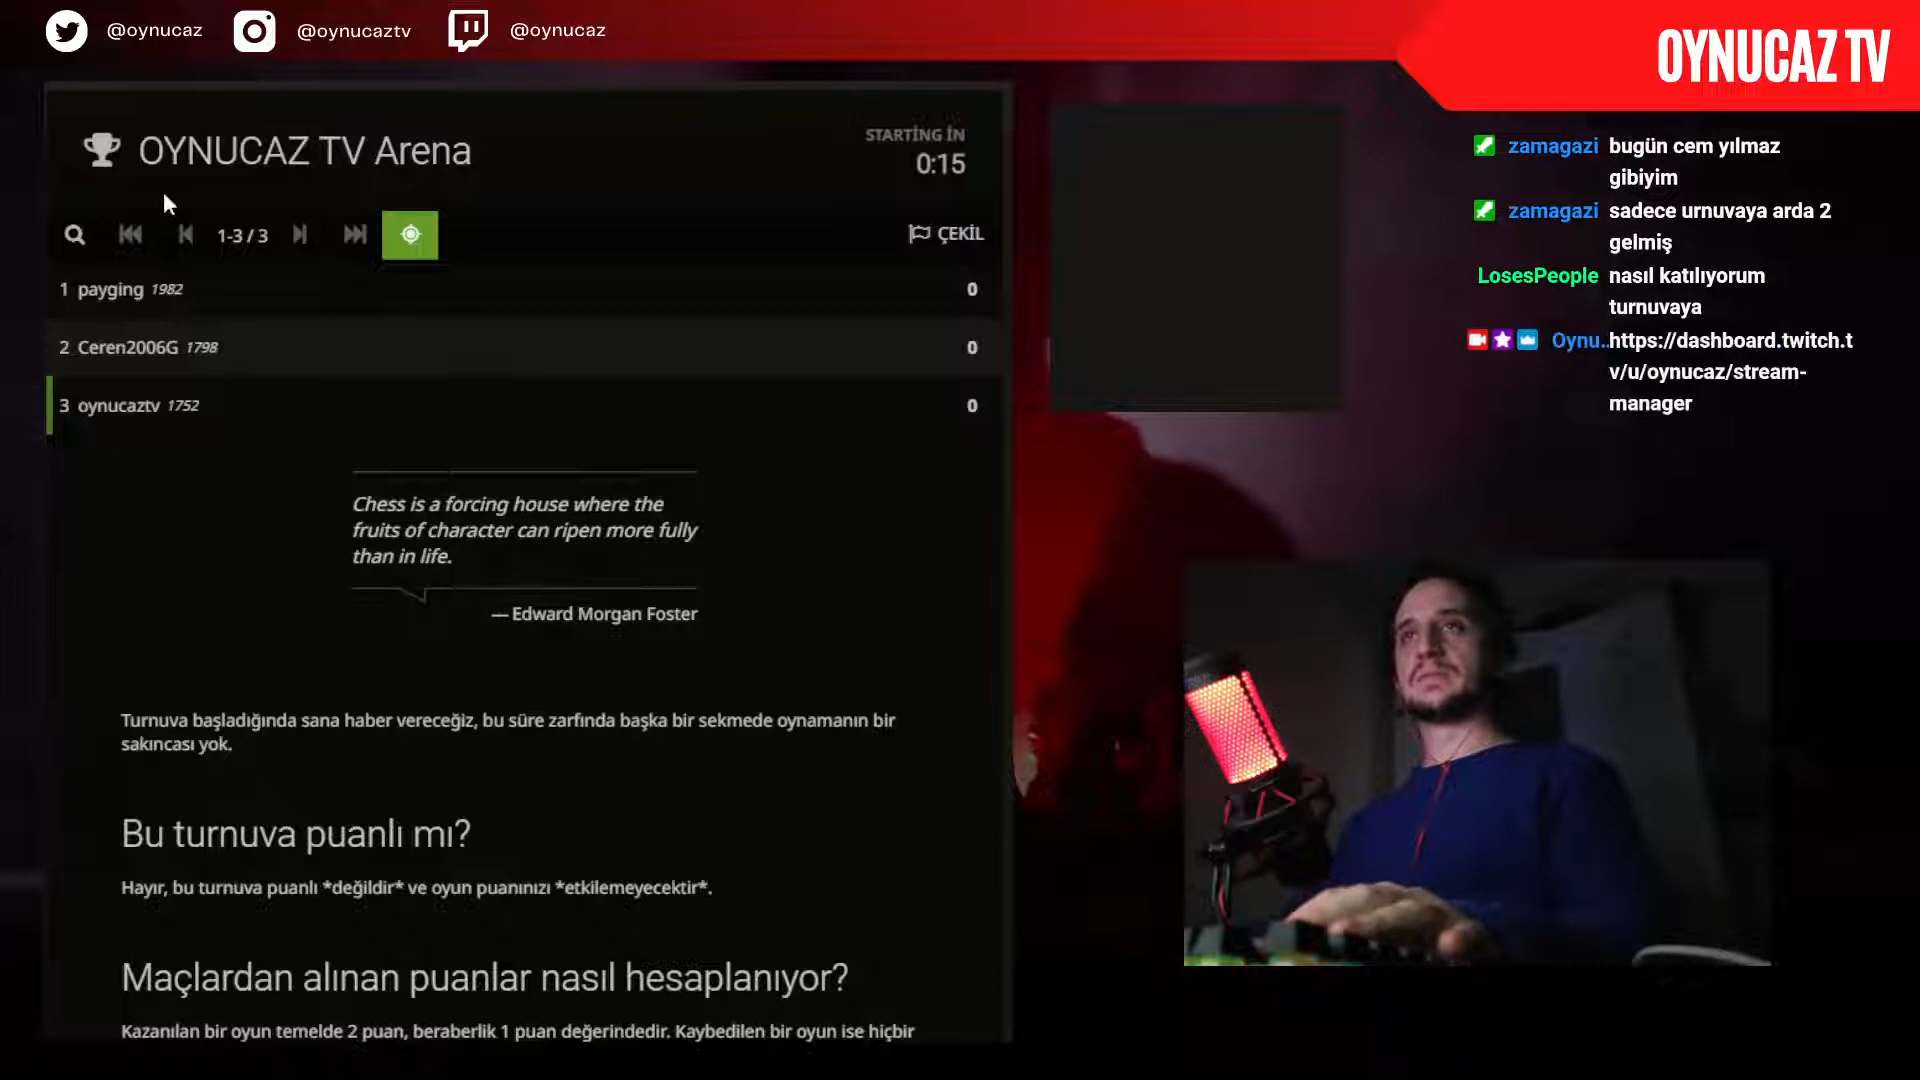 @oynucaz
@oynucaztv
@oynucaz
OYNUCAZ TV
OYNUCAZ TV Arena
STARTİNG İN
0:15
1-3 / 3
ÇEKİL
1 payging 1982 0
2 Ceren2006G 1798 0
3 oynucaztv 1752 0
Chess is a forcing house where the
fruits of character can ripen more fully
than in life.
— Edward Morgan Foster
Turnuva başladığında sana haber vereceğiz, bu süre zarfında başka bir sekmede oynamanın bir
sakıncası yok.
Bu turnuva puanlı mı?
Hayır, bu turnuva puanlı *değildir* ve oyun puanınızı *etkilemeyecektir*.
Maçlardan alınan puanlar nasıl hesaplanıyor?
Kazanılan bir oyun temelde 2 puan, beraberlik 1 puan değerindedir. Kaybedilen bir oyun ise hiçbir
zamagazi bugün cem yılmaz
gibiyim
zamagazi sadece urnuvaya arda 2
gelmiş
LosesPeople nasıl katılıyorum
turnuvaya
Oynu..https://dashboard.twitch.t
v/u/oynucaz/stream-
manager